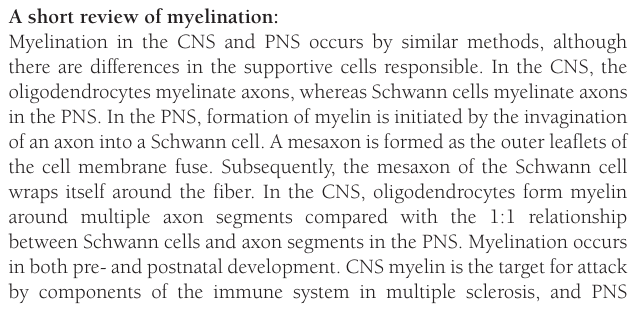 A short review of myelination:
Myelination in the CNS and PNS occurs by similar methods, although
there are differences in the supportive cells responsible. In the CNS, the
oligodendrocytes myelinate axons, whereas Schwann cells myelinate axons
in the PNS. In the PNS, formation of myelin is initiated by the invagination
of an axon into a Schwann cell. A mesaxon is formed as the outer leaflets of
the cell membrane fuse. Subsequently, the mesaxon of the Schwann cell
wraps itself around the fiber. In the CNS, oligodendrocytes form myelin
around multiple axon segments compared with the 1:1 relationship
between Schwann cells and axon segments in the PNS. Myelination occurs
in both pre- and postnatal development. CNS myelin is the target for attack
by components of the immune system in multiple sclerosis, and PNS